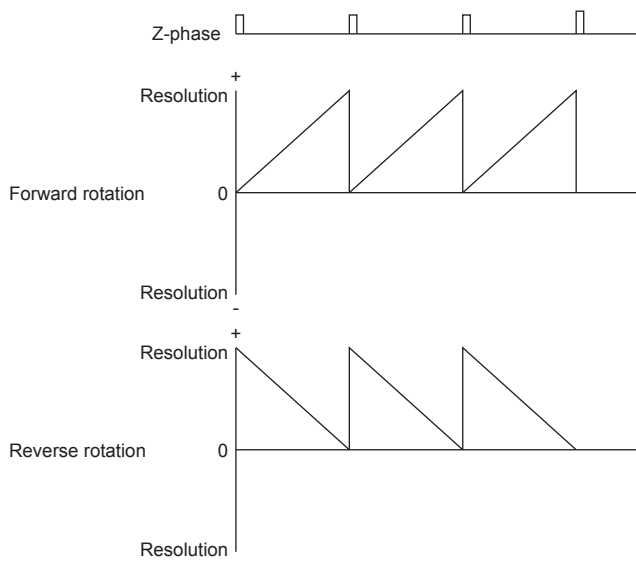 Z-phase
+
Resolution
Forward rotation 0
Resolution
-
+
Resolution
Reverse rotation 0
Resolution